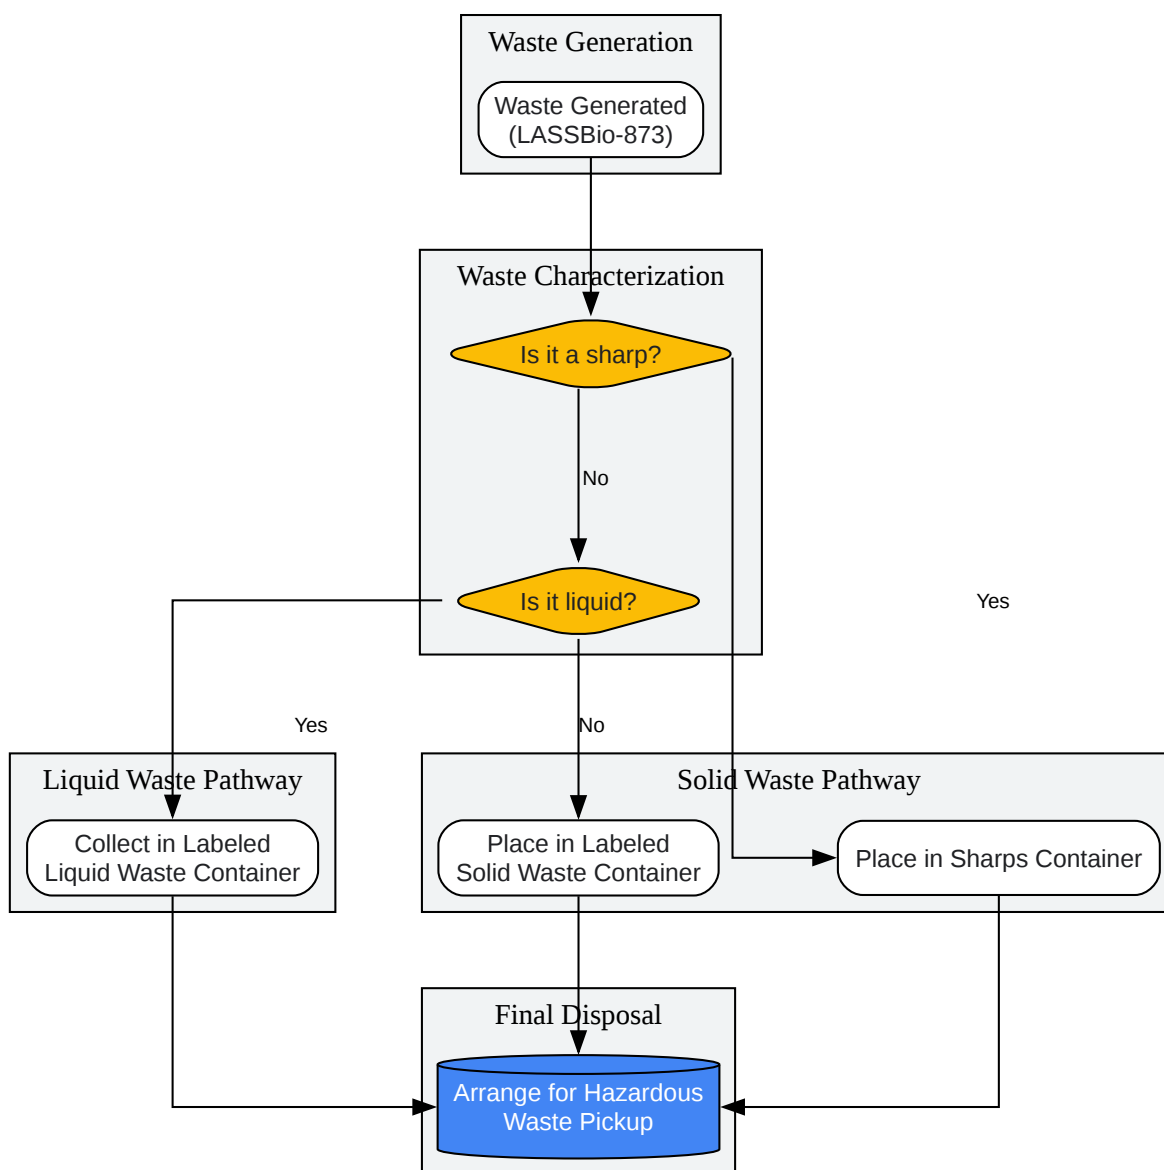 Waste Generation
Waste Generated
(LASSBio-873)
Waste Characterization
Is it a sharp?
No
Is it liquid?
Yes
Yes
No
Liquid Waste Pathway
Solid Waste Pathway
Collect in Labeled
Liquid Waste Container
Place in Labeled
Solid Waste Container
Place in Sharps Container
Final Disposal
Arrange for Hazardous
Waste Pickup